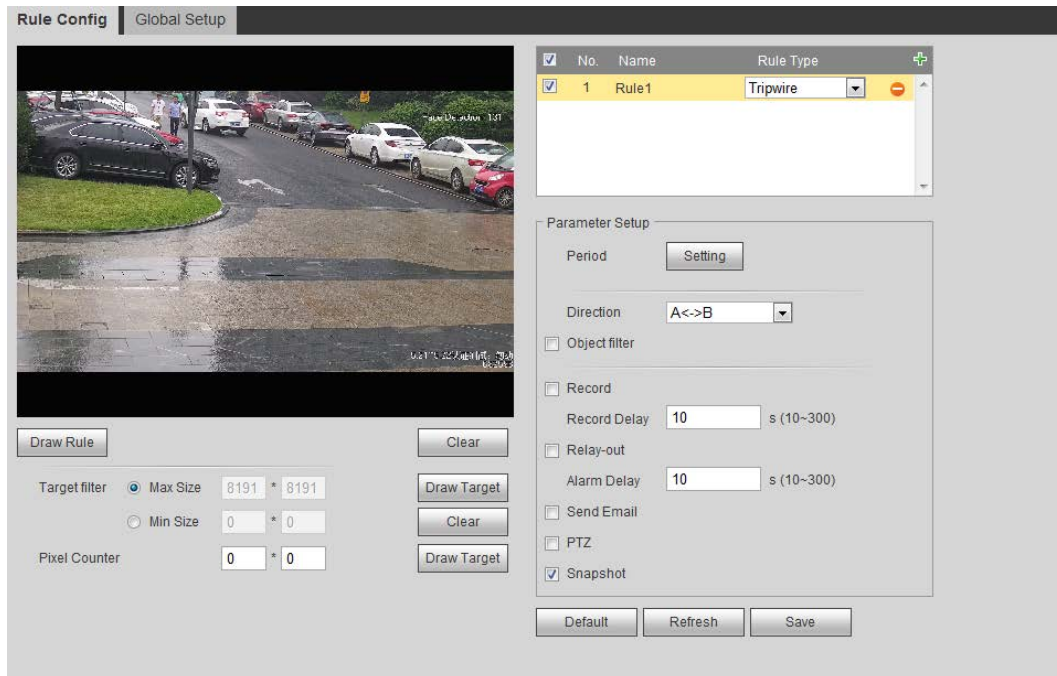 Rule Config Global Setup
No. Name Rule Type
1 Rule1 Tripwire
Parameter Setup
Period Setting
Direction A<->B
Object filter
Record
Record Delay 10 s (10~300)
Relay-out
Alarm Delay 10 s (10~300)
Send Email
PTZ
Snapshot
Default Refresh Save
Draw Rule Clear
Target filter Max Size 8191 * 8191 Draw Target
Min Size 0 * 0 Clear
Pixel Counter 0 * 0 Draw Target